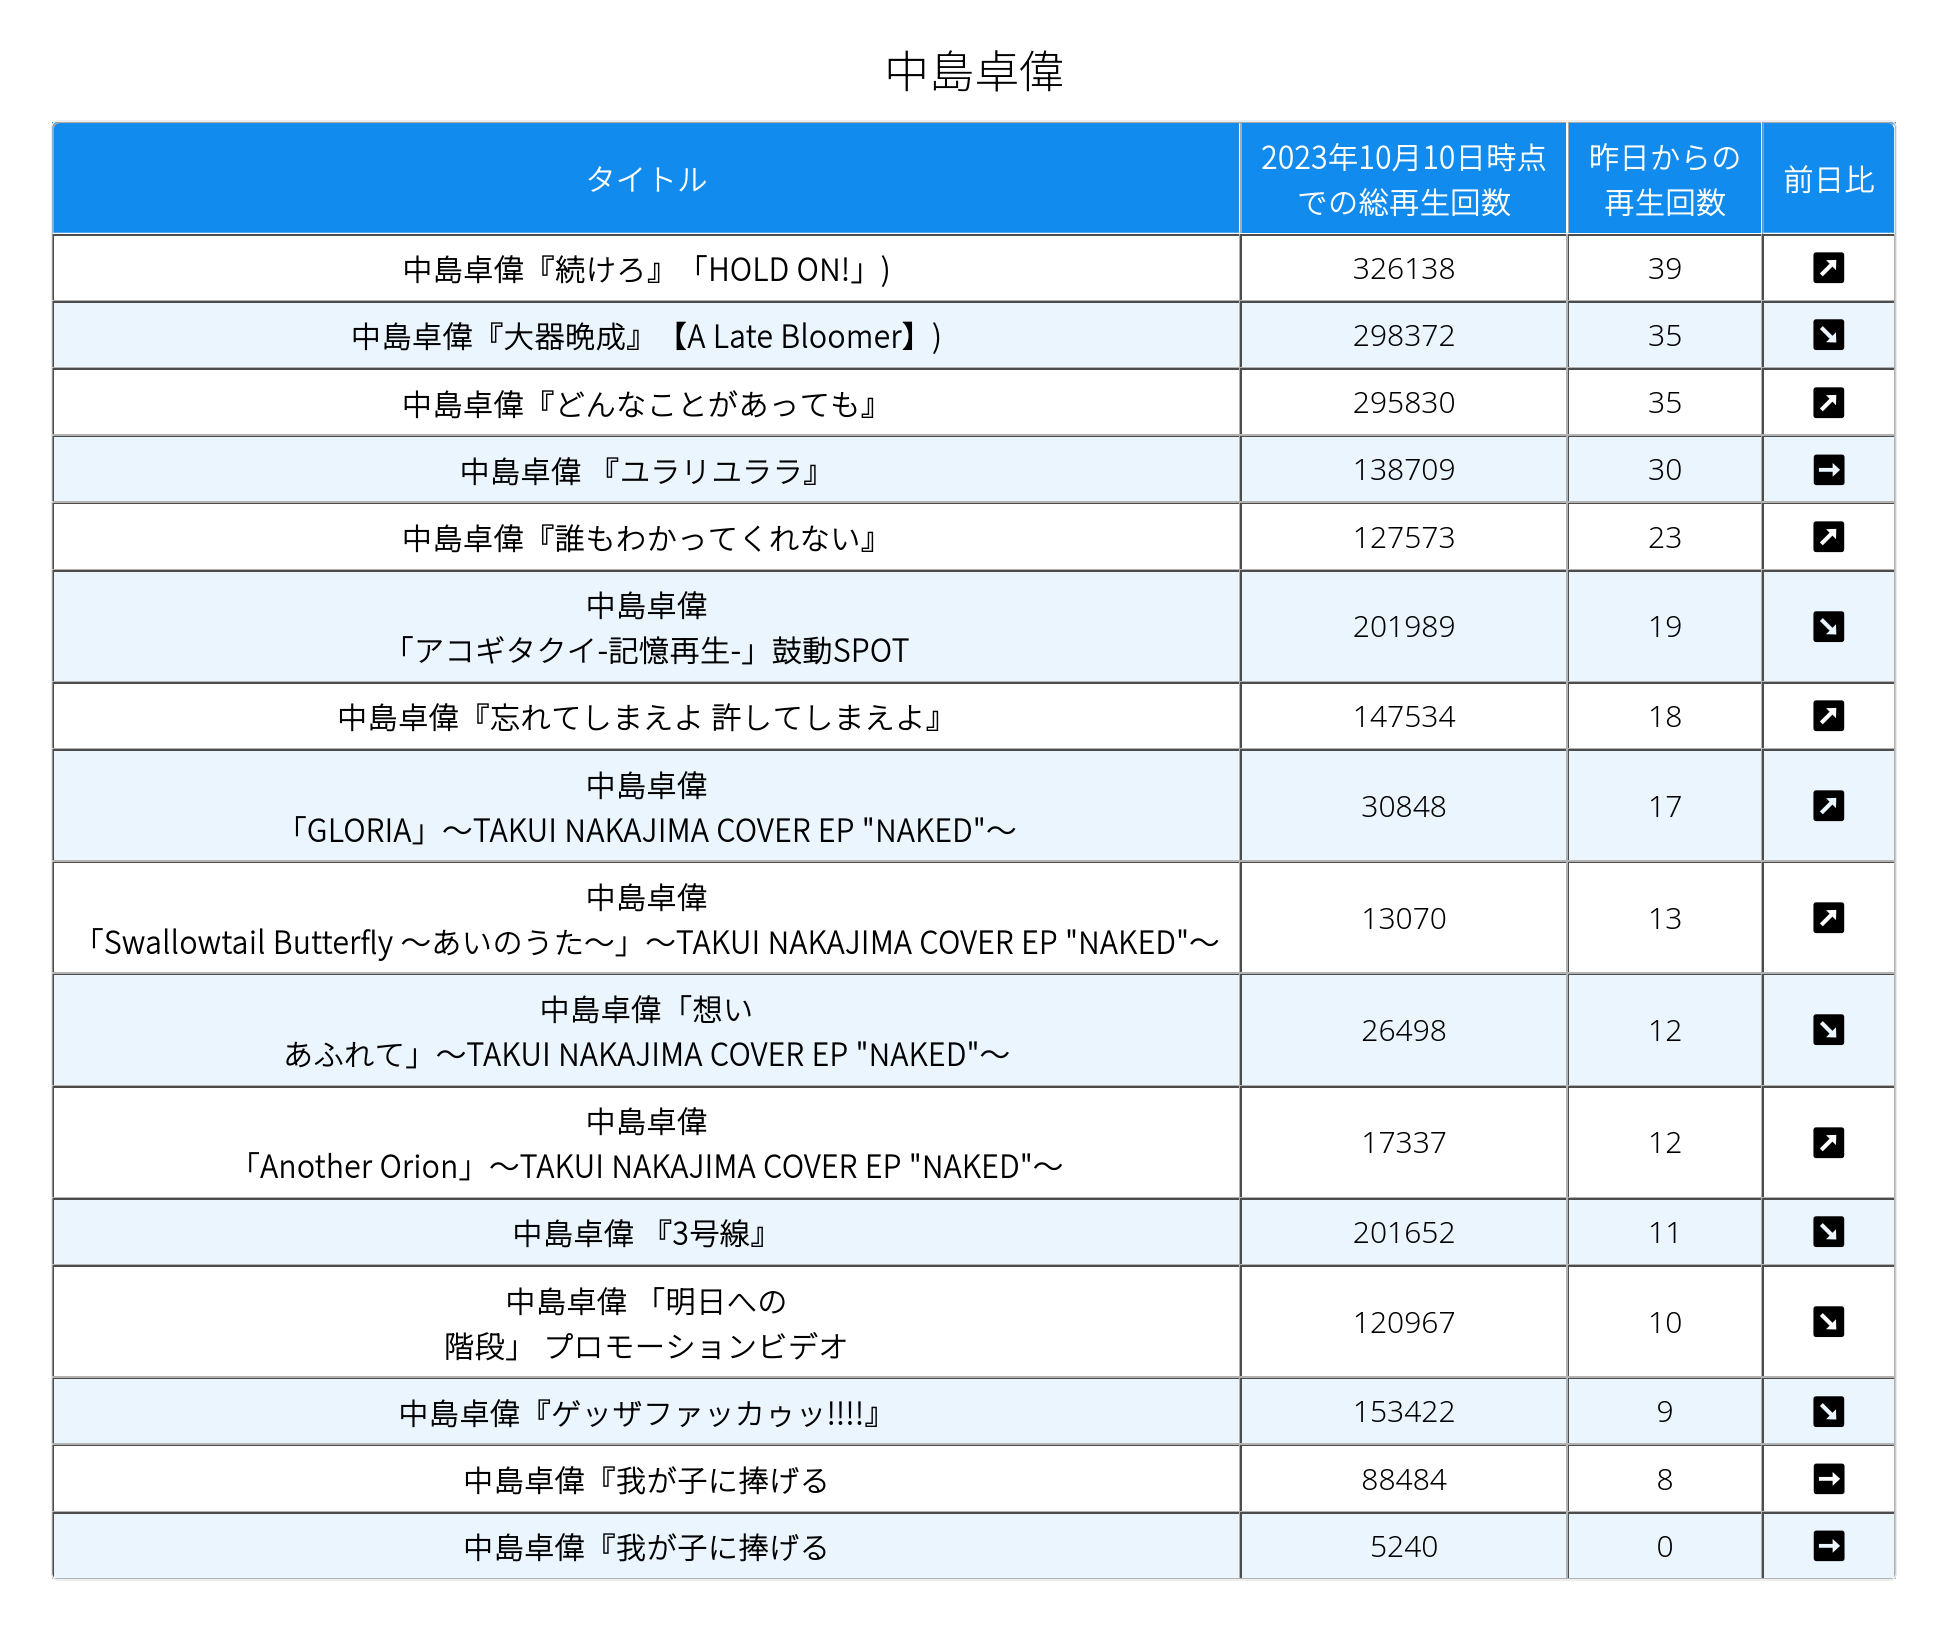 中島卓偉
タイトル
2023年10月10日時点
での総再生回数
昨日からの
再生回数
前日比
中島卓偉『続けろ』「HOLD ON!」) 326138 39
中島卓偉『大器晩成』【A Late Bloomer】) 298372 35
中島卓偉『どんなことがあっても』 295830 35
中島卓偉 『ユラリユララ』 138709 30
中島卓偉『誰もわかってくれない』 127573 23
中島卓偉
「アコギタクイ-記憶再生-」鼓動SPOT 201989 19
中島卓偉『忘れてしまえよ 許してしまえよ』 147534 18
中島卓偉
「GLORIA」～TAKUI NAKAJIMA COVER EP "NAKED"～ 30848 17
中島卓偉
「Swallowtail Butterfly ～あいのうた～」～TAKUI NAKAJIMA COVER EP "NAKED"～ 13070 13
中島卓偉「想い
あふれて」～TAKUI NAKAJIMA COVER EP "NAKED"～ 26498 12
中島卓偉
「Another Orion」～TAKUI NAKAJIMA COVER EP "NAKED"～ 17337 12
中島卓偉 『3号線』 201652 11
中島卓偉 「明日への
階段」 プロモーションビデオ 120967 10
中島卓偉『ゲッザファッカゥッ!!!!』 153422 9
中島卓偉『我が子に捧げる 88484 8
中島卓偉『我が子に捧げる 5240 0